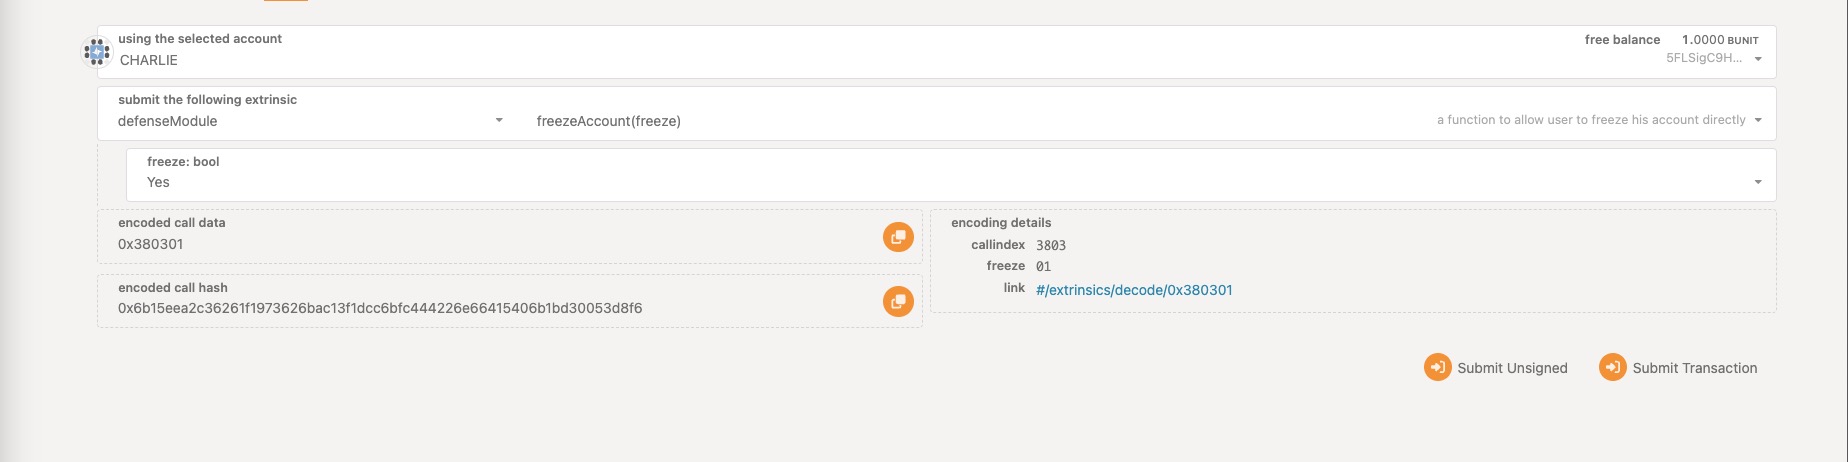 using the selected account
CHARLIE
free balance 1.0000 BUNIT
5FLSigC9H...
submit the following extrinsic
defenseModule
freezeAccount(freeze)
a function to allow user to freeze his account directly
freeze: bool
Yes
encoded call data
0x380301
encoded call hash
0x6b15eea2c36261f1973626bac13f1dcc6bfc444226e66415406b1bd30053d8f6
encoding details
callindex 3803
freeze 01
link #/extrinsics/decode/0x380301
Submit Unsigned
Submit Transaction